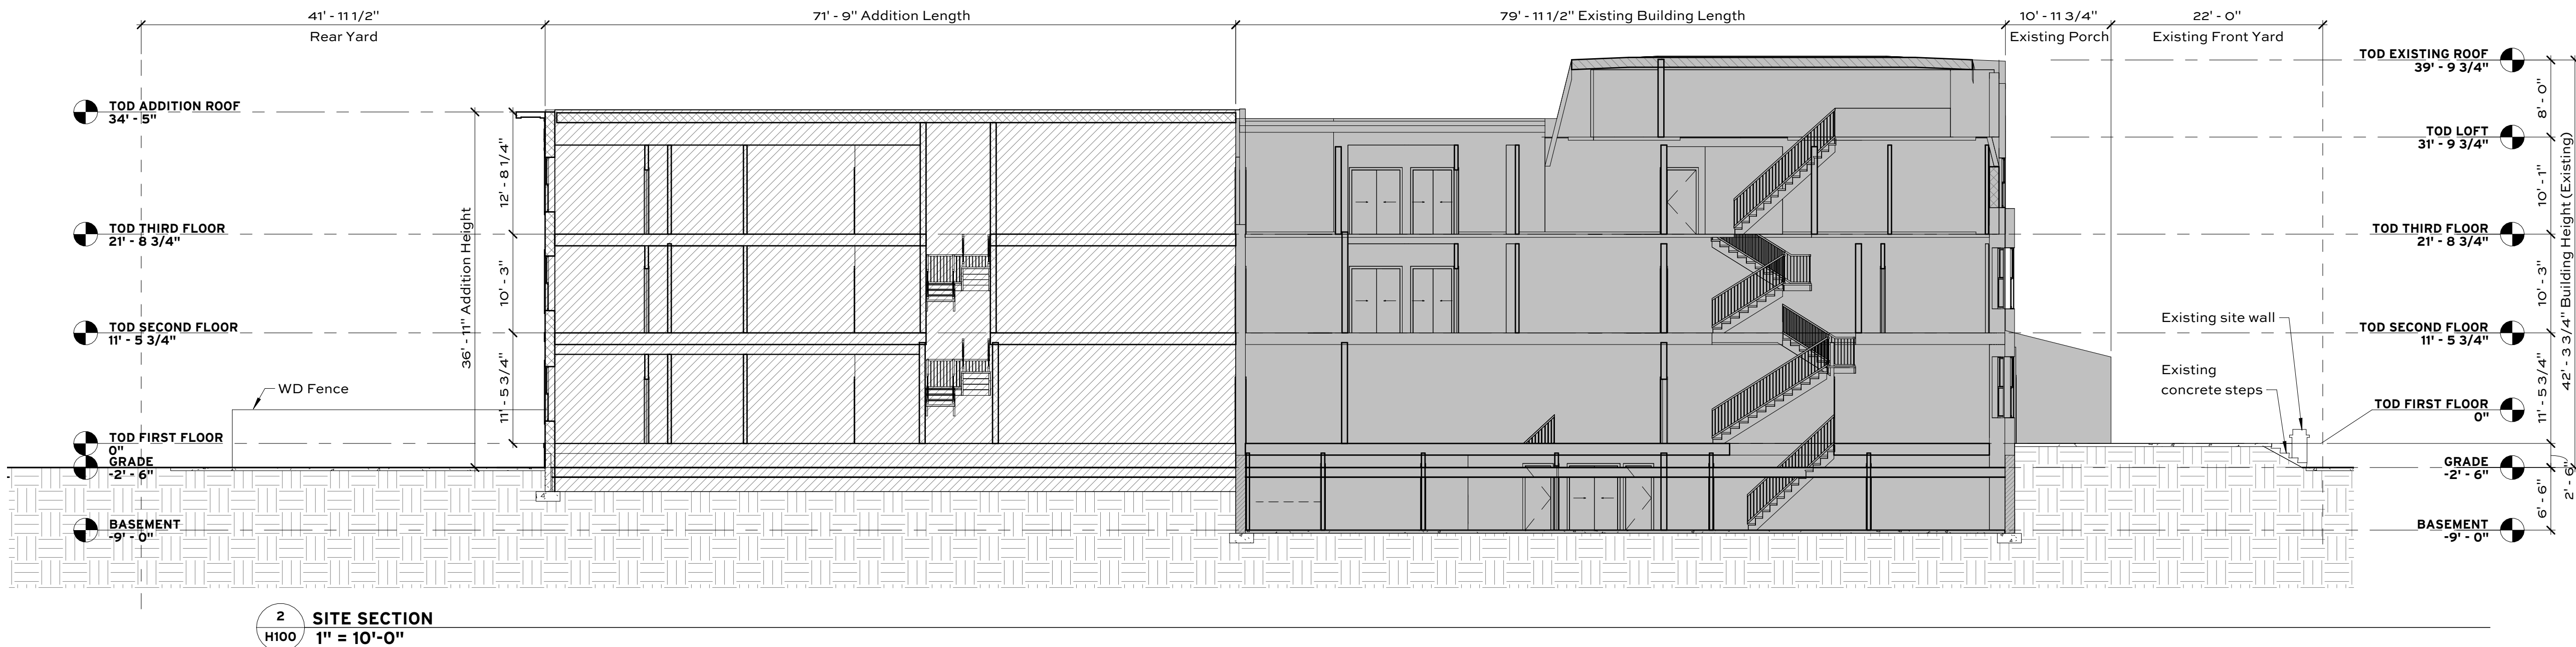 41' - 11 1/2"
Rear Yard
71' - 9" Addition Length
79' - 11 1/2" Existing Building Length
10' - 11 3/4"
Existing Porch
22' - 0"
Existing Front Yard
TOD ADDITION ROOF
34' - 5"
TOD THIRD FLOOR
21' - 8 3/4"
TOD SECOND FLOOR
11' - 5 3/4"
WD Fence
TOD FIRST FLOOR
0"
GRADE
-2' - 6"
BASEMENT
-9' - 0"
36' - 11" Addition Height
12' - 8 1/4"
10' - 3"
11' - 5 3/4"
TOD EXISTING ROOF
39' - 9 3/4"
TOD LOFT
31' - 9 3/4"
TOD THIRD FLOOR
21' - 8 3/4"
Existing site wall
TOD SECOND FLOOR
11' - 5 3/4"
Existing
concrete steps
TOD FIRST FLOOR
0"
GRADE
-2' - 6"
BASEMENT
-9' - 0"
8' - 0"
10' - 1"
10' - 3"
11' - 5 3/4"
6' - 6"
42' - 3 3/4" Building Height (Existing)
2' - 6"
2
H100
SITE SECTION
1" = 10'-0"